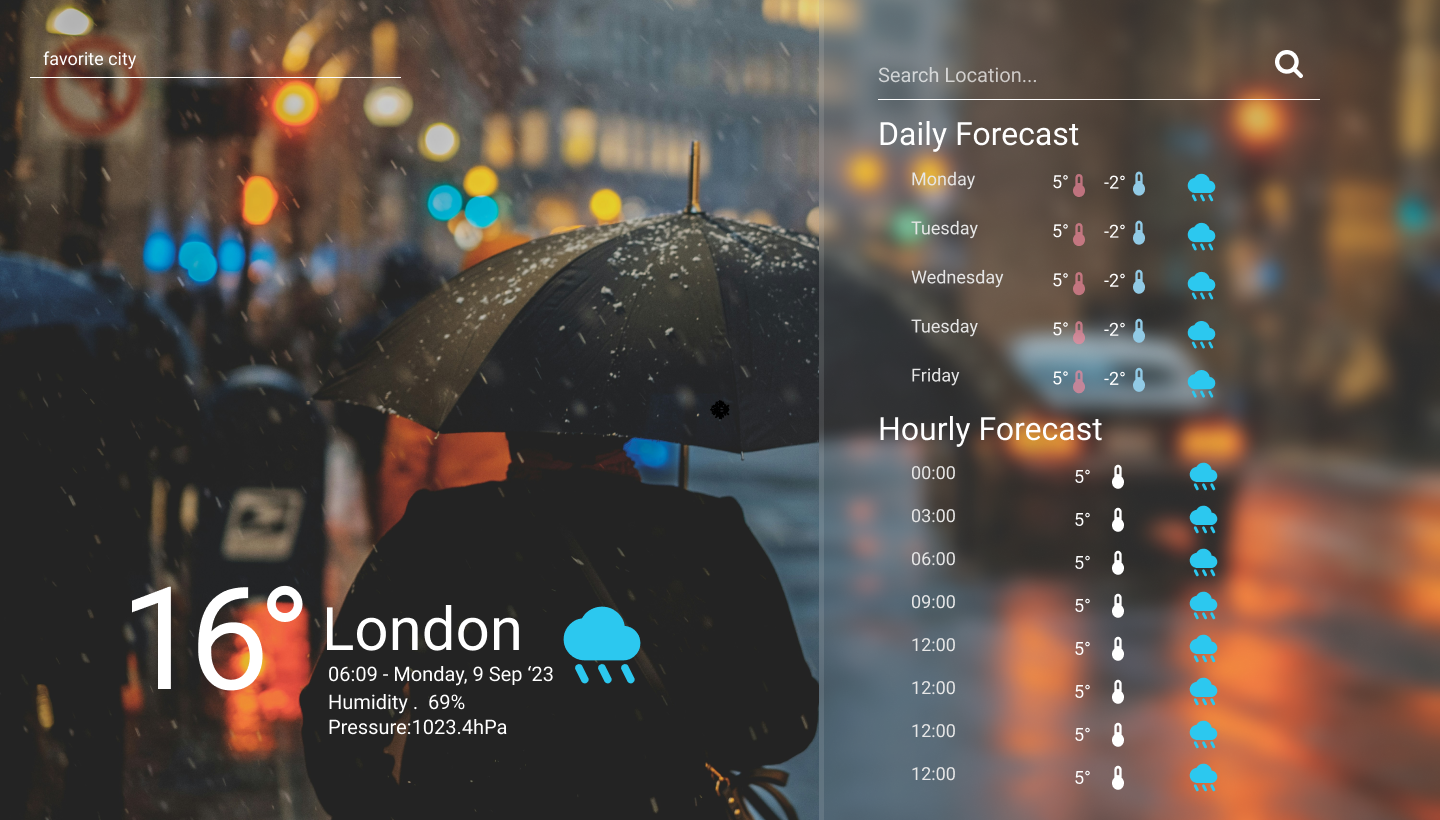 favorite city
16°
London
06:09 - Monday, 9 Sep ‘23
Humidity .  69%
Pressure:1023.4hPa
Search Location...
Daily Forecast
Monday 5° -2°
Tuesday 5° -2°
Wednesday 5° -2°
Tuesday 5° -2°
Friday 5° -2°
Hourly Forecast
00:00 5°
03:00 5°
06:00 5°
09:00 5°
12:00 5°
12:00 5°
12:00 5°
12:00 5°